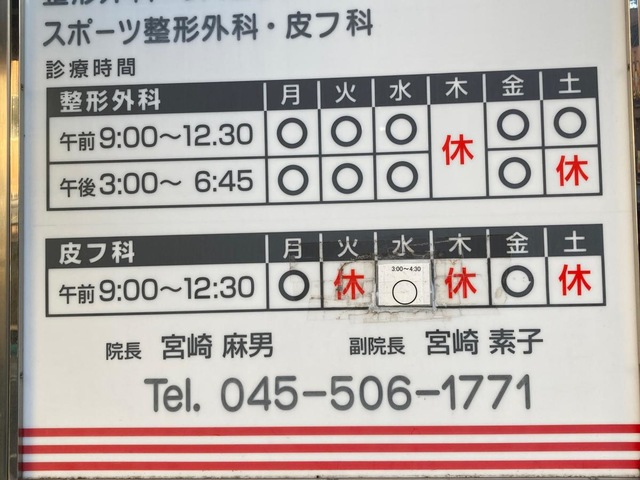 スポーツ整形外科・皮フ科
診療時間
整形外科 月 火 水 木 金 土
午前 9:00〜12.30 ○ ○ ○ 休 ○ ○
午後 3:00〜 6:45 ○ ○ ○ ○ 休
皮フ科 月 火 水 木 金 土
午前 9:00〜12:30 ○ 休 3:00〜4:30 ○ 休 ○ 休
院長 宮崎 麻男 副院長 宮崎 素子
Tel. 045-506-1771